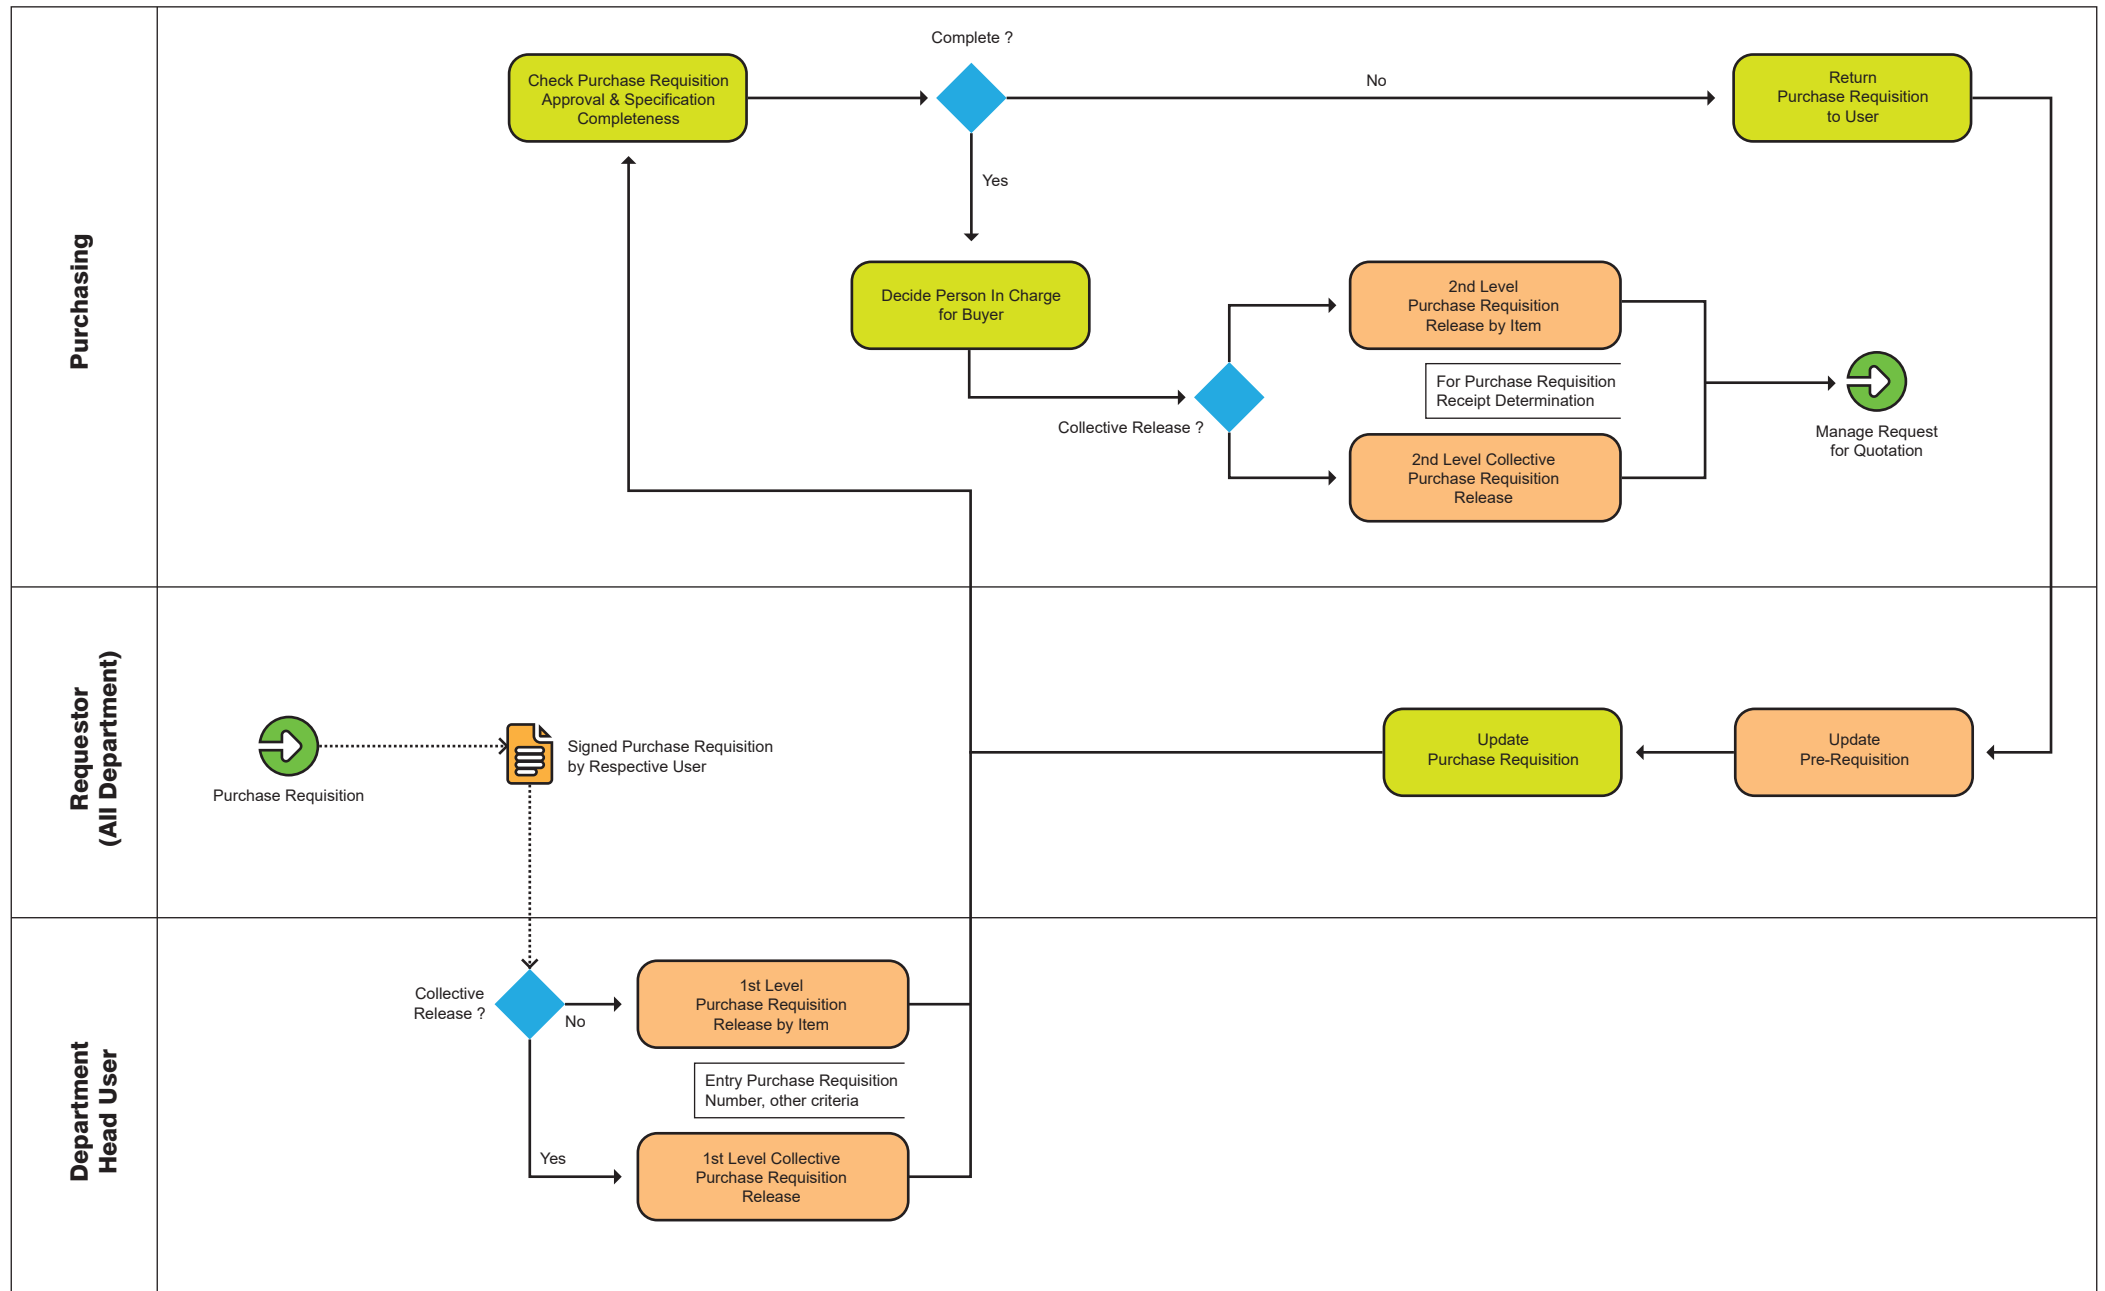 Purchasing
Complete ?
Check Purchase Requisition
Approval & Specification
Completeness
No
Return
Purchase Requisition
to User
Yes
Decide Person In Charge
for Buyer
Collective Release ?
2nd Level
Purchase Requisition
Release by Item
For Purchase Requisition
Receipt Determination
2nd Level Collective
Purchase Requisition
Release
Manage Request
for Quotation
Requestor
(All Department)
Purchase Requisition
Signed Purchase Requisition
by Respective User
Update
Purchase Requisition
Update
Pre-Requisition
Department
Head User
Collective
Release ?
No
1st Level
Purchase Requisition
Release by Item
Entry Purchase Requisition
Number, other criteria
Yes
1st Level Collective
Purchase Requisition
Release